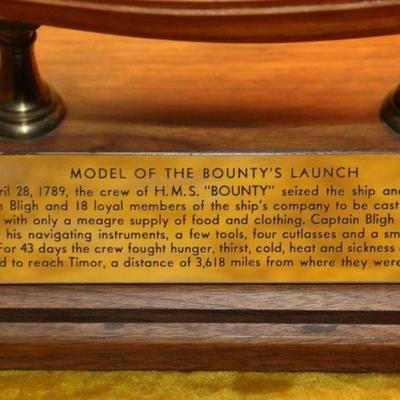 MODEL OF THE BOUNTY'S LAUNCH
28, 1789, the crew of H.M.S. "BOUNTY" seized the ship and
Bligh and 18 loyal members of the ship's company to be cast
with only a meagre supply of food and clothing. Captain Bligh
his navigating instruments, a few tools, four cutlasses and a
For 43 days the crew fought hunger, thirst, cold, heat and sickness
to reach Timor, a distance of 3,618 miles from where they were